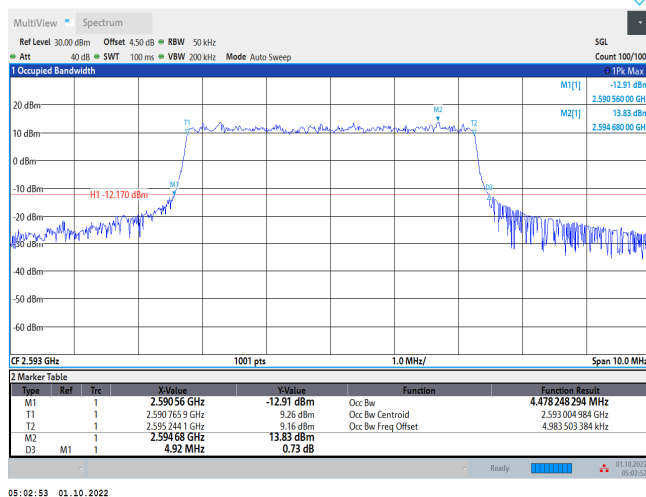 MultiView Spectrum
Ref Level 30.00 dBm Offset 4.50 dB RBW 50 kHz SGL
Att 40 dB SWT 100 ms VBW 200 kHz Mode Auto Sweep Count 100/100
1 Occupied Bandwidth 1Pk Max
M1[1] -12.91 dBm
2.590 560 00 GHz
M2[1] 13.83 dBm
2.594 680 00 GHz
20 dBm
T1 M2 T2
10 dBm
0 dBm
-10 dBm
M1 D3
H1 -12.170 dBm
-20 dBm
-30 dBm
-40 dBm
-50 dBm
-60 dBm
CF 2.593 GHz 1001 pts 1.0 MHz/ Span 10.0 MHz
2 Marker Table
Type Ref Trc X-Value Y-Value Function Function Result
M1 1 2.590 56 GHz -12.91 dBm Occ Bw 4.478 248 294 MHz
T1 1 2.590 765 9 GHz 9.26 dBm Occ Bw Centroid 2.593 004 984 GHz
T2 1 2.595 244 1 GHz 9.16 dBm Occ Bw Freq Offset 4.983 503 384 kHz
M2 1 2.594 68 GHz 13.83 dBm
D3 M1 1 4.92 MHz 0.73 dB
Ready 01.10.2022
05:02:52
05:02:53 01.10.2022